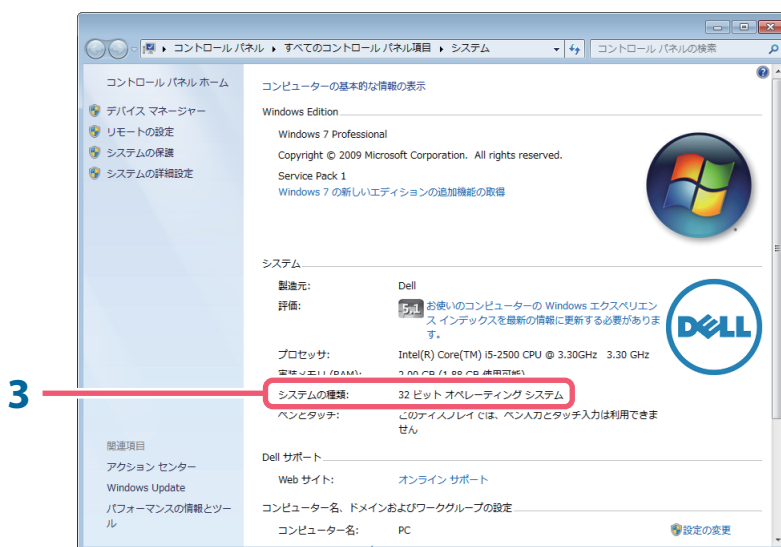 コントロール パネル ▸ すべてのコントロール パネル項目 ▸ システム
コントロール パネルの検索
コントロール パネル ホーム
デバイス マネージャー
リモートの設定
システムの保護
システムの詳細設定
コンピューターの基本的な情報の表示
Windows Edition
Windows 7 Professional
Copyright © 2009 Microsoft Corporation. All rights reserved.
Service Pack 1
Windows 7 の新しいエディションの追加機能の取得
システム
製造元: Dell
評価: 5.1 お使いのコンピューターの Windows エクスペリエン
ス インデックスを最新の情報に更新する必要がありま
す。
DELL
プロセッサ: Intel(R) Core(TM) i5-2500 CPU @ 3.30GHz 3.30 GHz
実装メモリ (RAM): 2.00 GB (1.88 GB 使用可能)
3
システムの種類: 32 ビット オペレーティング システム
ペンとタッチ: このディスプレイでは、ペン入力とタッチ入力は利用できま
せん
Dell サポート
Web サイト: オンライン サポート
コンピューター名、ドメインおよびワークグループの設定
コンピューター名: PC
設定の変更
関連項目
アクション センター
Windows Update
パフォーマンスの情報とツー
ル